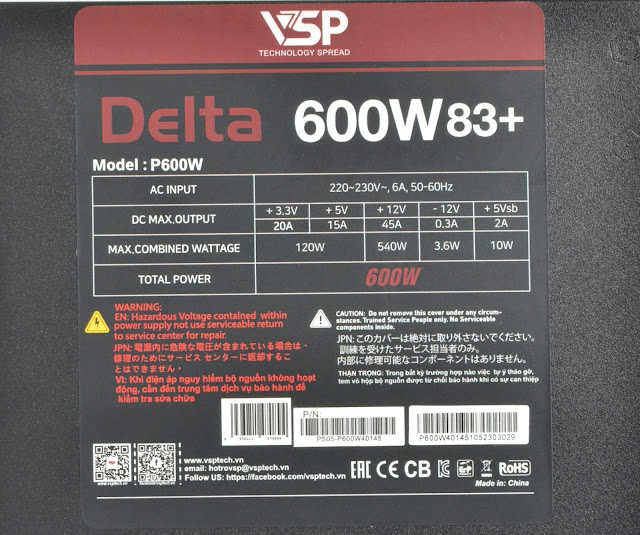 VSP
TECHNOLOGY SPREAD
Delta 600W 83+
Model : P600W
AC INPUT 220~230V~, 6A, 50-60Hz
DC MAX.OUTPUT
+ 3.3V + 5V + 12V - 12V + 5Vsb
20A 15A 45A 0.3A 2A
MAX.COMBINED WATTAGE 120W 540W 3.6W 10W
TOTAL POWER 600W
WARNING:
EN: Hazardous Voltage contained within
power supply not use serviceable return
to service center for repair.
JPN: 電源内に危険な電圧が含まれている場合は、
修理のためにサービス センターに返却するこ
とはできません。
VI: Khi điện áp nguy hiểm bộ nguồn không hoạt
động, cần đến trung tâm dịch vụ bảo hành để
kiểm tra sửa chữa
CAUTION: Do not remove this cover under any circum-
stances. Trained Service People only. No Serviceable
components inside.
JPN: このカバーは絶対に取り外さないでください。
訓練を受けたサービス担当者のみ。
内部に修理可能なコンポーネントはありません。
THẬN TRỌNG: Trong bất kỳ trường hợp nào việc tự ý tháo gỡ,
tem vỏ hộp bộ nguồn được từ chối bảo hành khi có sự can thiệp
P/N:
PS05-P600W40145
P600W401451052303029
www.vsptech.vn
email: hotrovsp@vsptech.vn
Follow US: https://facebook.com/vsptech.vn
EAC CE CB RoHS
Made in: China